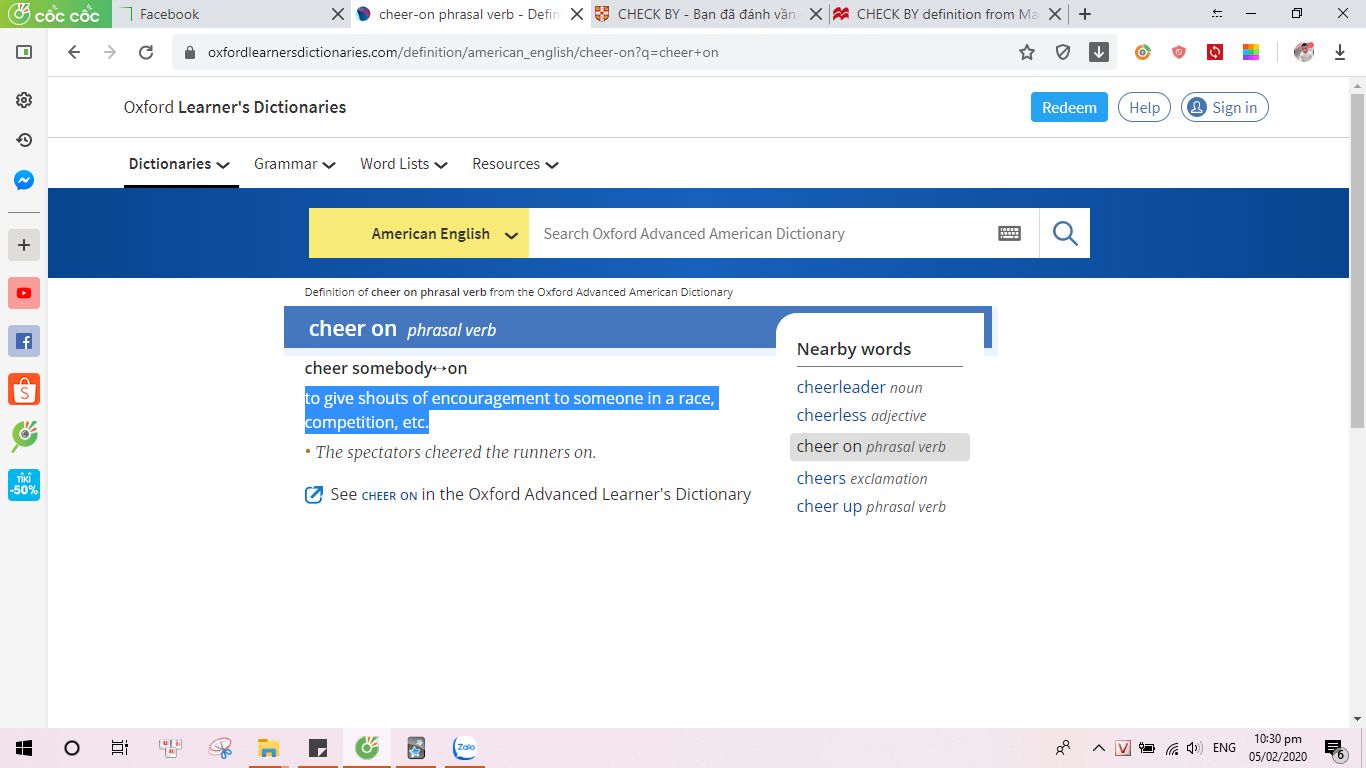 cốc cốc
Facebook
cheer-on phrasal verb - Defin
CHECK BY - Bạn đã đánh vần
CHECK BY definition from Ma
oxfordlearnersdictionaries.com/definition/american_english/cheer-on?q=cheer+on
Oxford Learner's Dictionaries
Redeem
Help
Sign in
Dictionaries
Grammar
Word Lists
Resources
American English
Search Oxford Advanced American Dictionary
Definition of cheer on phrasal verb from the Oxford Advanced American Dictionary
cheer on phrasal verb
cheer somebody↔on
to give shouts of encouragement to someone in a race,
competition, etc.
• The spectators cheered the runners on.
See CHEER ON in the Oxford Advanced Learner's Dictionary
Nearby words
cheerleader noun
cheerless adjective
cheer on phrasal verb
cheers exclamation
cheer up phrasal verb
TIKI
-50%
Zalo
V
ENG
10:30 pm
05/02/2020
6